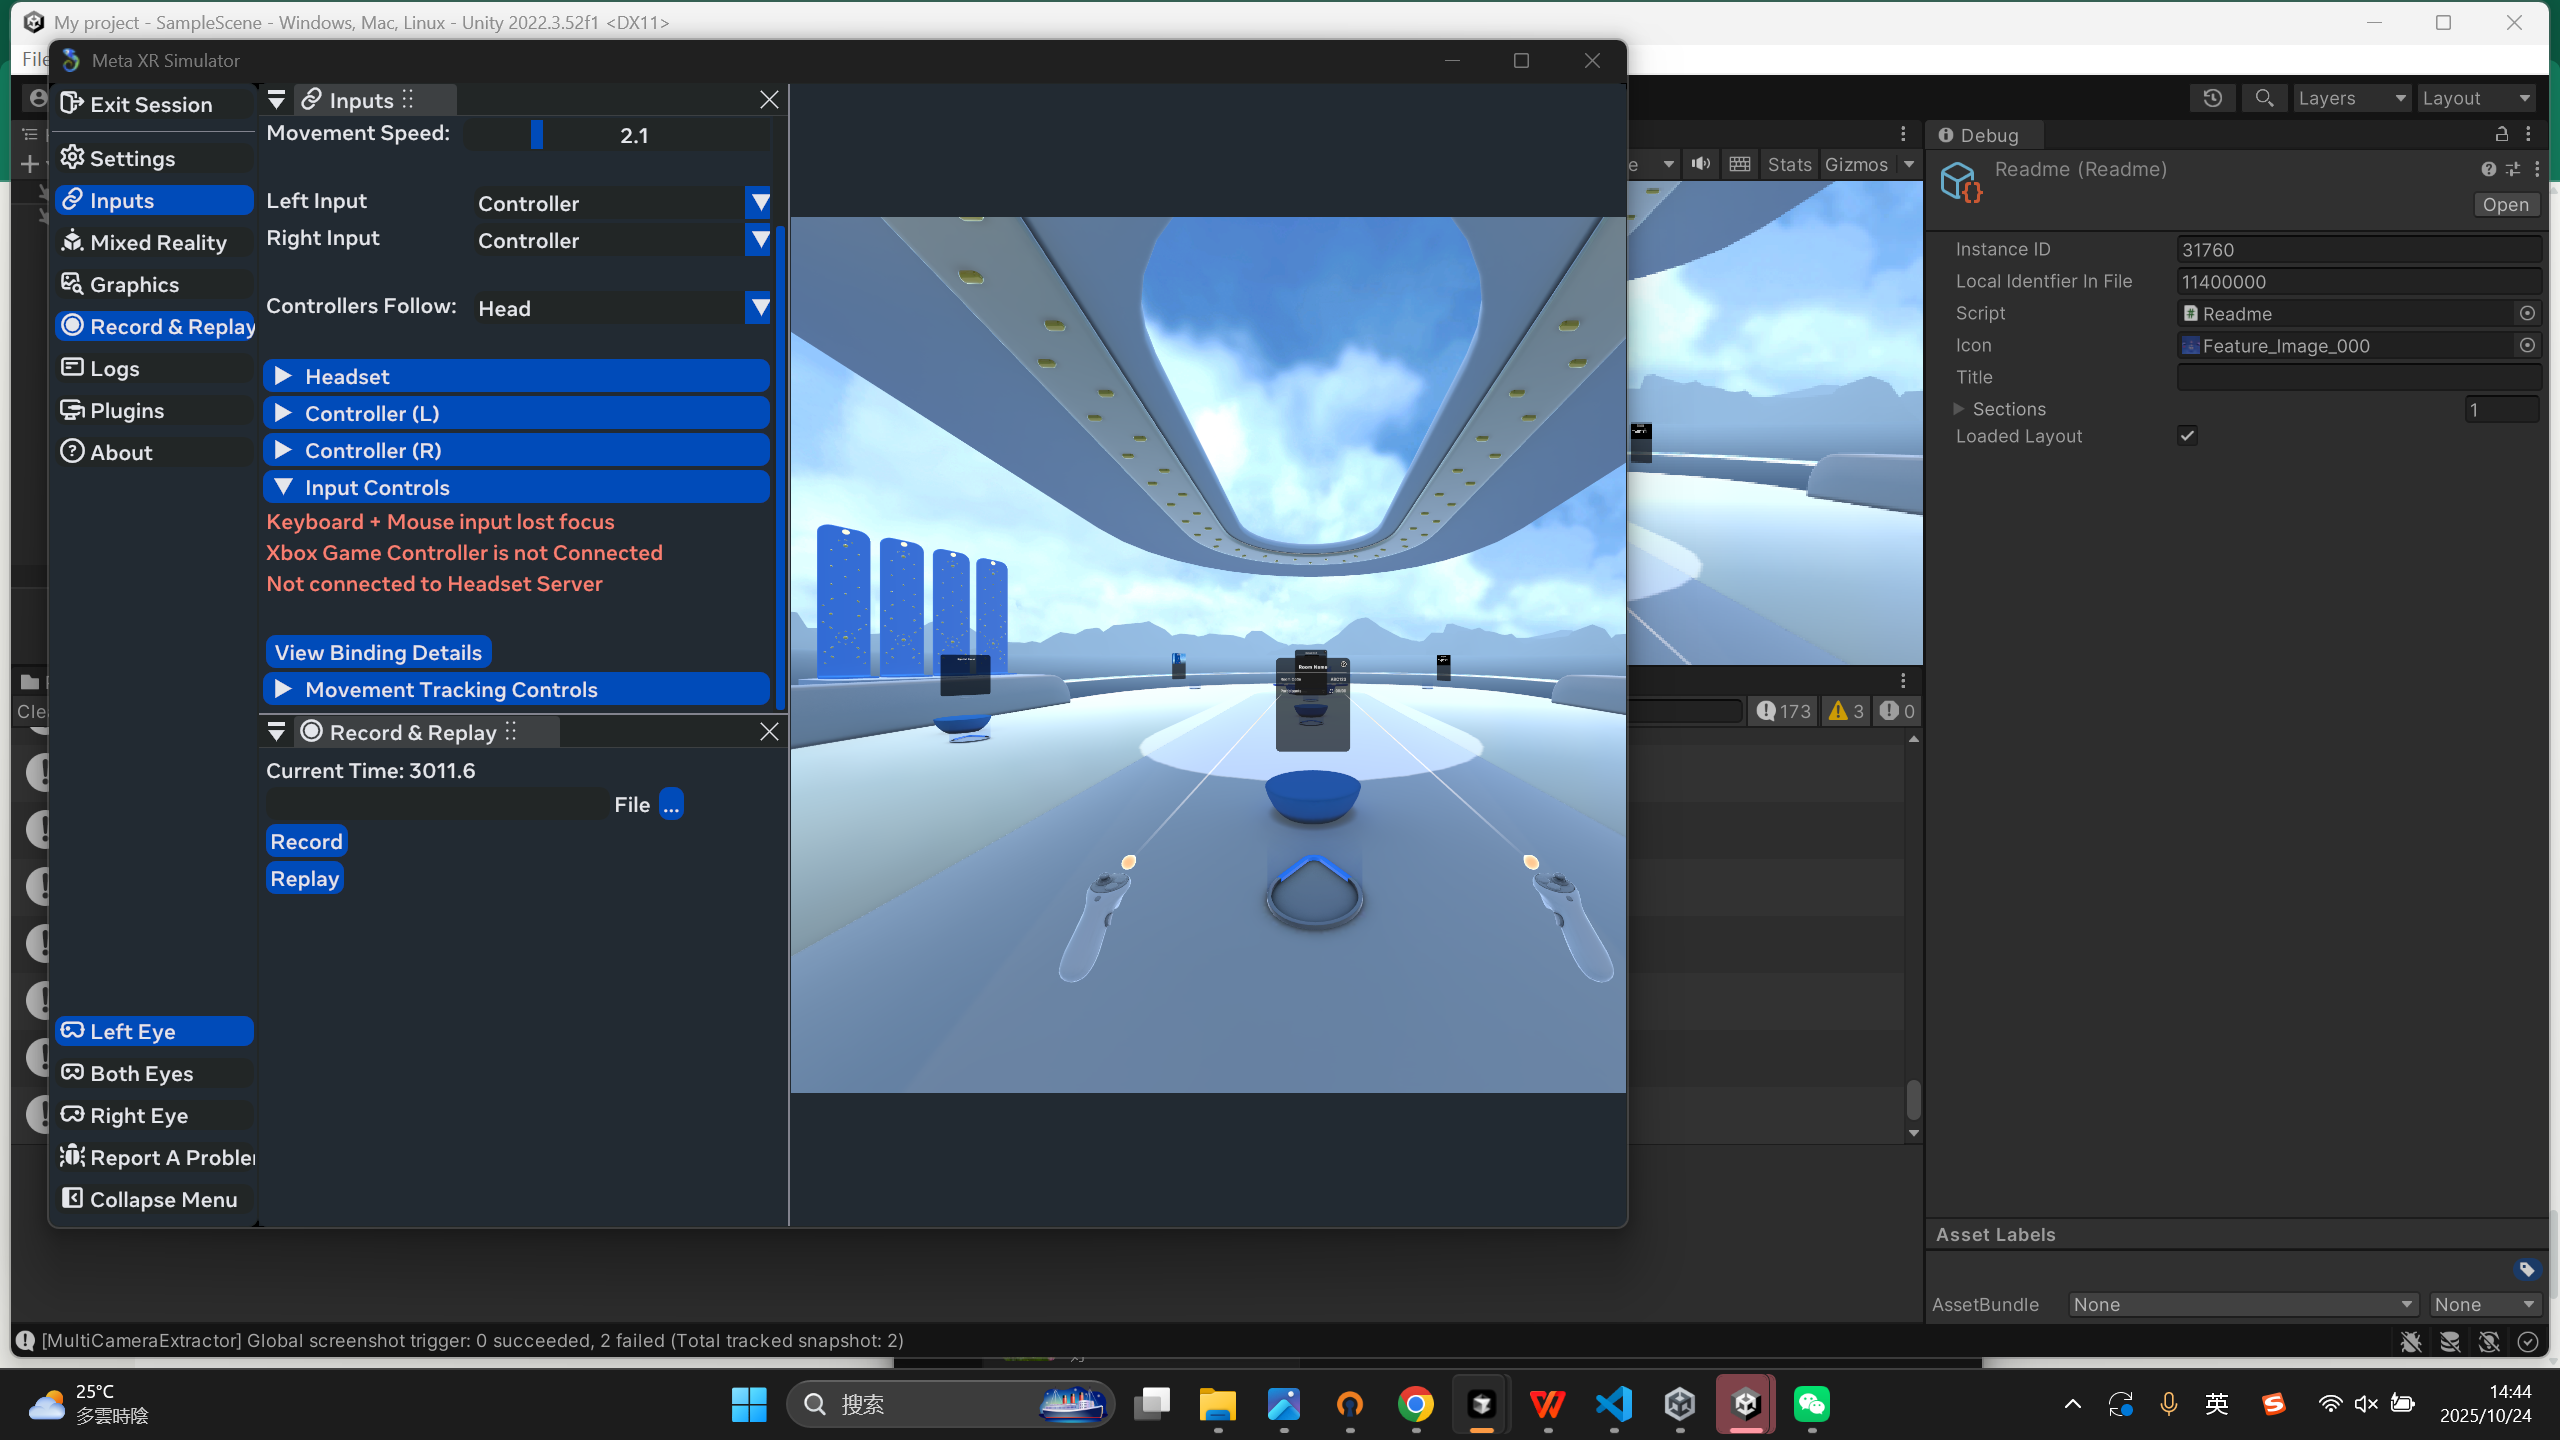 My project - SampleScene - Windows, Mac, Linux - Unity 2022.3.52f1 <DX11>
File
Meta XR Simulator
Exit Session
Settings
Inputs
Mixed Reality
Graphics
Record & Replay
Logs
Plugins
About
Left Eye
Both Eyes
Right Eye
Report A Proble
Collapse Menu
Inputs
Movement Speed: 2.1
Left Input Controller
Right Input Controller
Controllers Follow: Head
Headset
Controller (L)
Controller (R)
Input Controls
Keyboard + Mouse input lost focus
Xbox Game Controller is not Connected
Not connected to Headset Server
View Binding Details
Movement Tracking Controls
Record & Replay
Current Time: 3011.6
File ...
Record
Replay
Room Name
Layers Layout
Stats Gizmos
173 3 0
Debug
Readme (Readme)
Open
Instance ID 31760
Local Identfier In File 11400000
Script Readme
Icon Feature_Image_000
Title
Sections 1
Loaded Layout
Asset Labels
AssetBundle None None
Cle
[MultiCameraExtractor] Global screenshot trigger: 0 succeeded, 2 failed (Total tracked snapshot: 2)
25°C
多雲時陰
搜索
英
14:44
2025/10/24